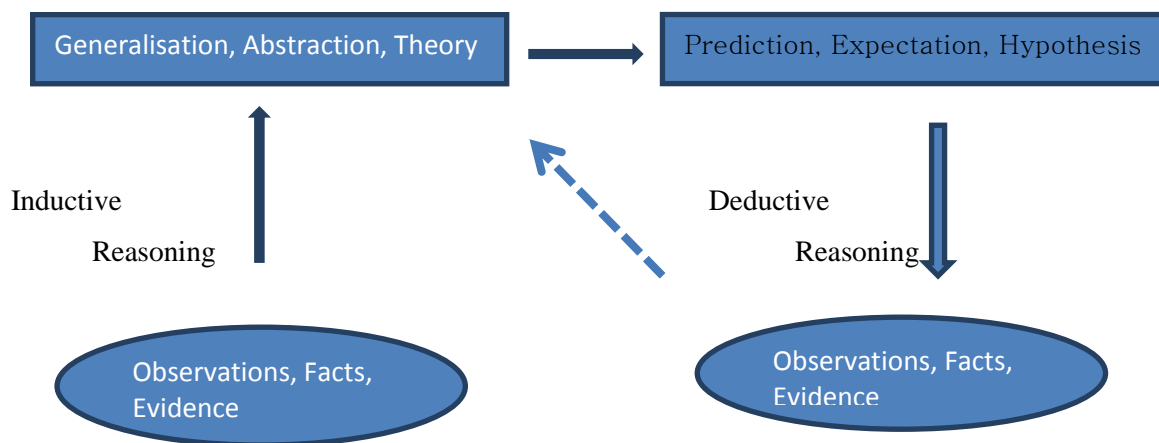 Generalisation, Abstraction, Theory
Prediction, Expectation, Hypothesis
Inductive
Reasoning
Deductive
Reasoning
Observations, Facts,
Evidence
Observations, Facts,
Evidence